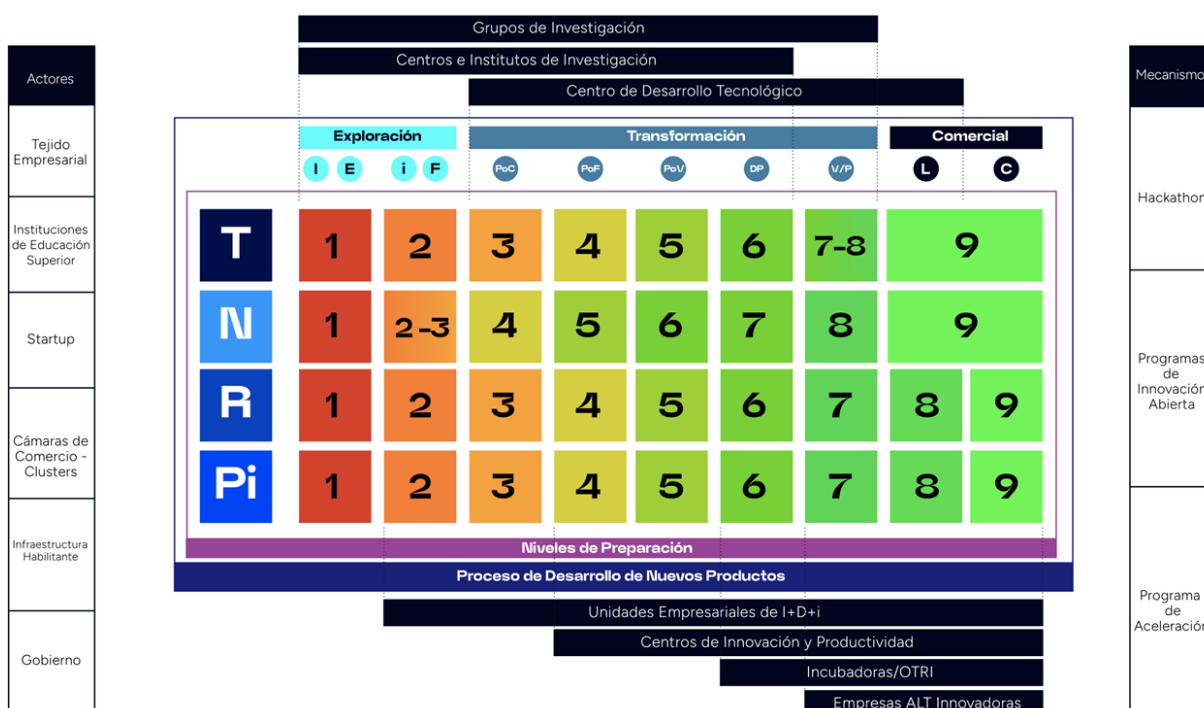 Grupos de Investigación
Centros e Institutos de Investigación
Centro de Desarrollo Tecnológico
Actores
Tejido
Empresarial
Instituciones
de Educación
Superior
Startup
Cámaras de
Comercio -
Clusters
Infraestructura
Habilitante
Gobierno
Exploración Transformación Comercial
I E i F PoC PoF PoV DP V/P L C
T 1 2 3 4 5 6 7-8 9
N 1 2-3 4 5 6 7 8 9
R 1 2 3 4 5 6 7 8 9
Pi 1 2 3 4 5 6 7 8 9
Niveles de Preparación
Proceso de Desarrollo de Nuevos Productos
Unidades Empresariales de I+D+i
Centros de Innovación y Productividad
Incubadoras/OTRI
Empresas ALT Innovadoras
Mecanismo
Hackathon
Programas
de
Innovación
Abierta
Programa
de
Aceleración